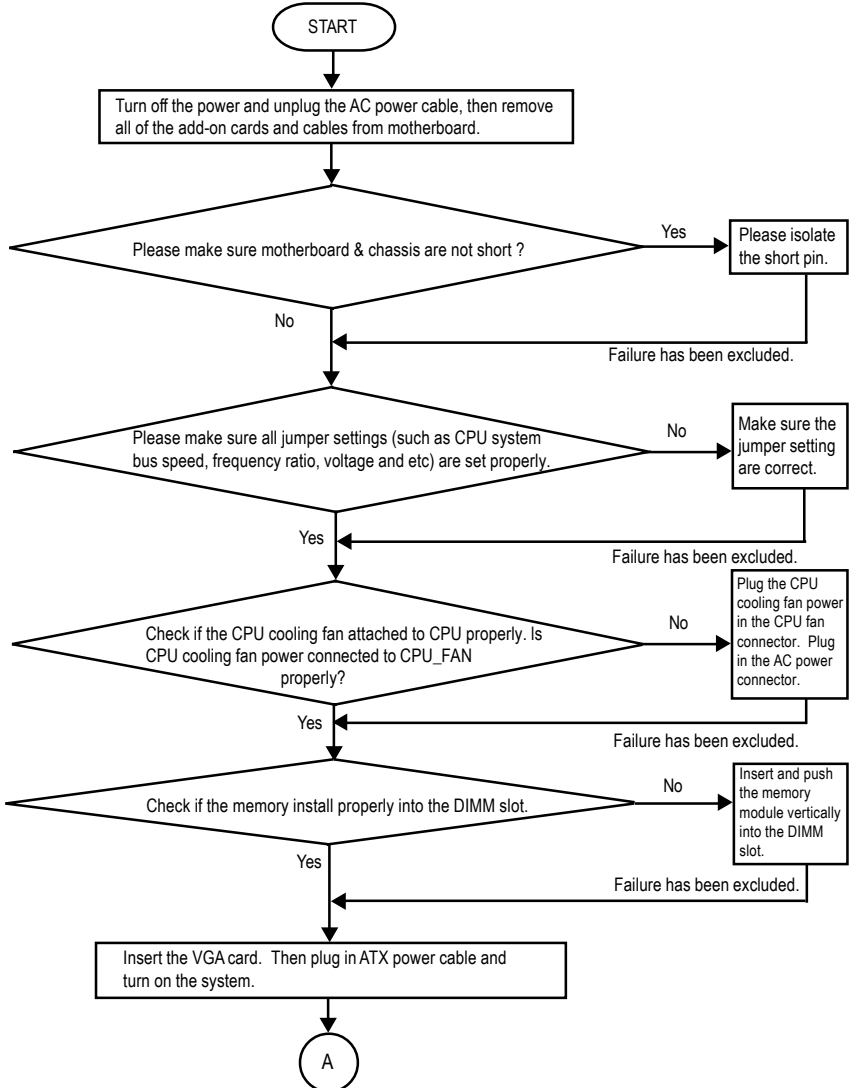 START
Turn off the power and unplug the AC power cable, then remove
all of the add-on cards and cables from motherboard.
Please make sure motherboard & chassis are not short ?
Yes
Please isolate
the short pin.
No
Failure has been excluded.
Please make sure all jumper settings (such as CPU system
bus speed, frequency ratio, voltage and etc) are set properly.
No
Make sure the
jumper setting
are correct.
Yes
Failure has been excluded.
Check if the CPU cooling fan attached to CPU properly. Is
CPU cooling fan power connected to CPU_FAN
properly?
No
Plug the CPU
cooling fan power
in the CPU fan
connector. Plug
in the AC power
connector.
Yes
Failure has been excluded.
Check if the memory install properly into the DIMM slot.
No
Insert and push
the memory
module vertically
into the DIMM
slot.
Yes
Failure has been excluded.
Insert the VGA card. Then plug in ATX power cable and
turn on the system.
A